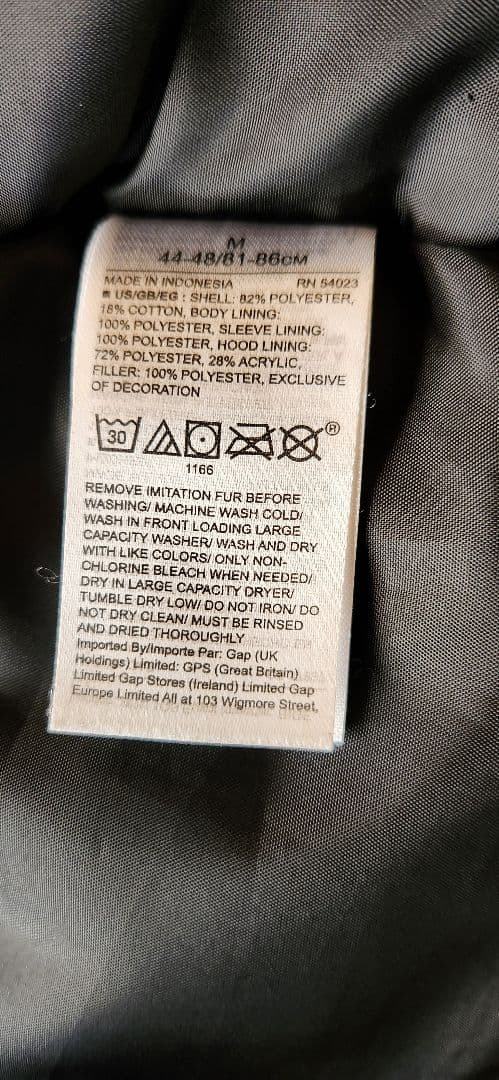 M
44-48/81-86CM
MADE IN INDONESIA RN 54023
US/GB/EG : SHELL: 82% POLYESTER,
18% COTTON, BODY LINING:
100% POLYESTER, SLEEVE LINING:
100% POLYESTER, HOOD LINING:
72% POLYESTER, 28% ACRYLIC,
FILLER: 100% POLYESTER, EXCLUSIVE
OF DECORATION
30 ®
1166
REMOVE IMITATION FUR BEFORE
WASHING/ MACHINE WASH COLD/
WASH IN FRONT LOADING LARGE
CAPACITY WASHER/ WASH AND DRY
WITH LIKE COLORS/ ONLY NON-
CHLORINE BLEACH WHEN NEEDED/
DRY IN LARGE CAPACITY DRYER/
TUMBLE DRY LOW/ DO NOT IRON/ DO
NOT DRY CLEAN/ MUST BE RINSED
AND DRIED THOROUGHLY
Imported By/Importe Par: Gap (UK
Holdings) Limited: GPS (Great Britain)
Limited Gap Stores (Ireland) Limited Gap
Europe Limited All at 103 Wigmore Street,